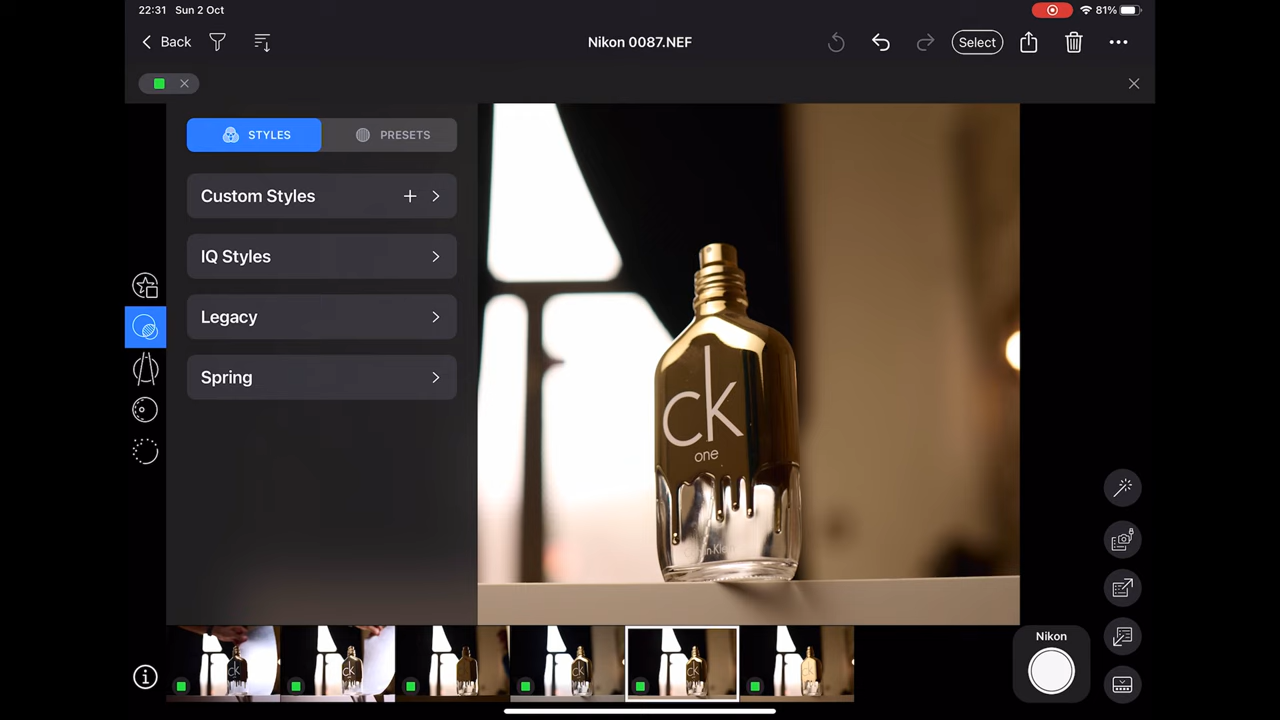 22:31 Sun 2 Oct
81%
Back
Nikon 0087.NEF
Select
STYLES
PRESETS
Custom Styles
IQ Styles
Legacy
Spring
ck
one
Nikon